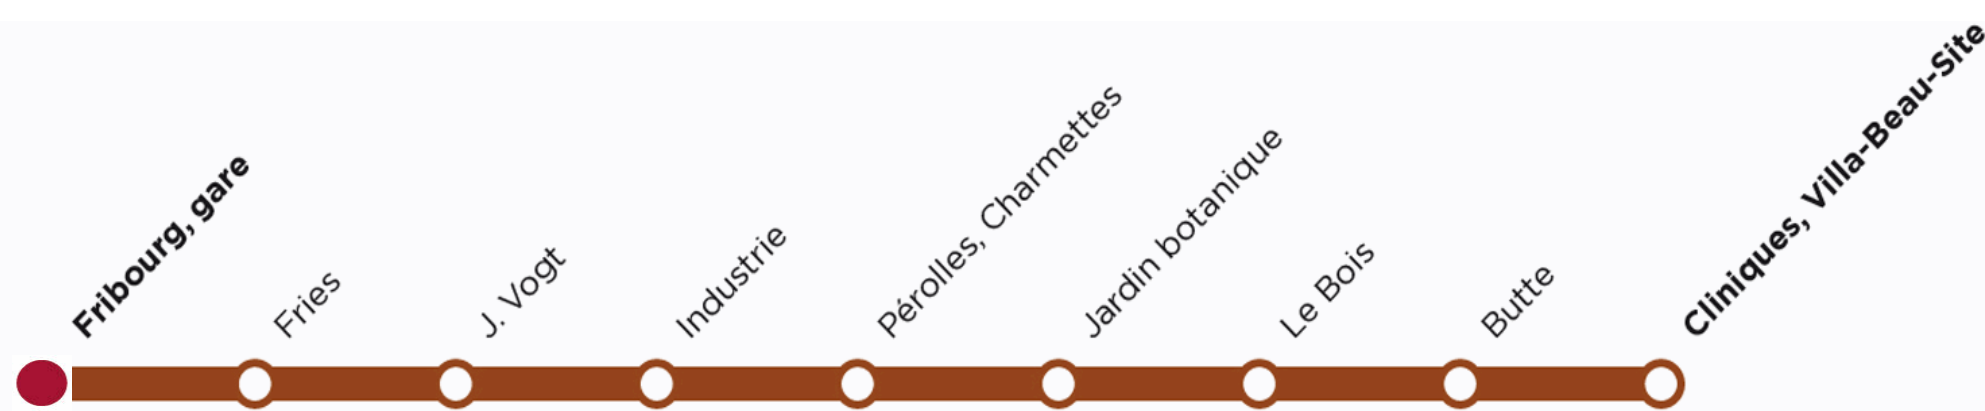 Fribourg, gare
Fries
J. Vogt
Industrie
Pérolles, Charmettes
Jardin botanique
Le Bois
Butte
Cliniques, Villa-Beau-Site